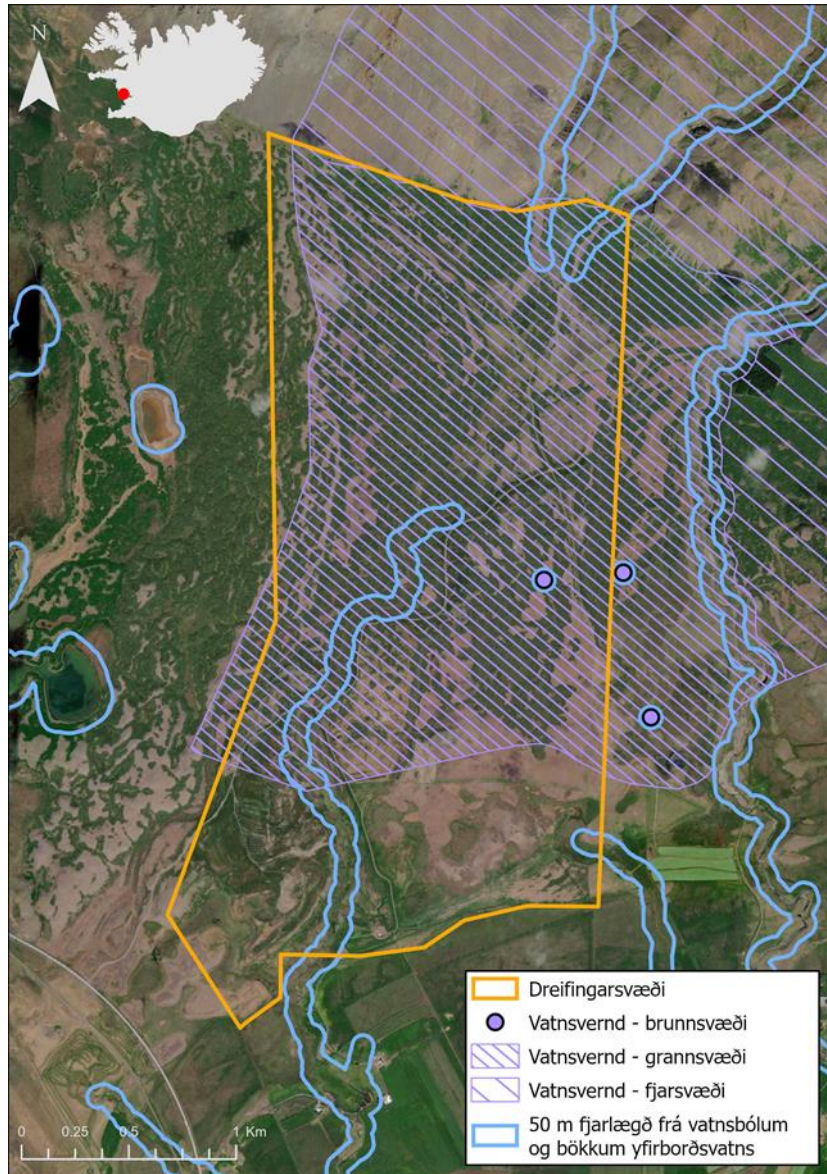 N
Dreifingarsvæði
Vatnsvernd - brunnsvæði
Vatnsvernd - grannsvæði
Vatnsvernd - fjarsvæði
50 m fjarlægð frá vatnsbólum
og bökkum yfirborðsvatns
0 0.25 0.5 1 Km